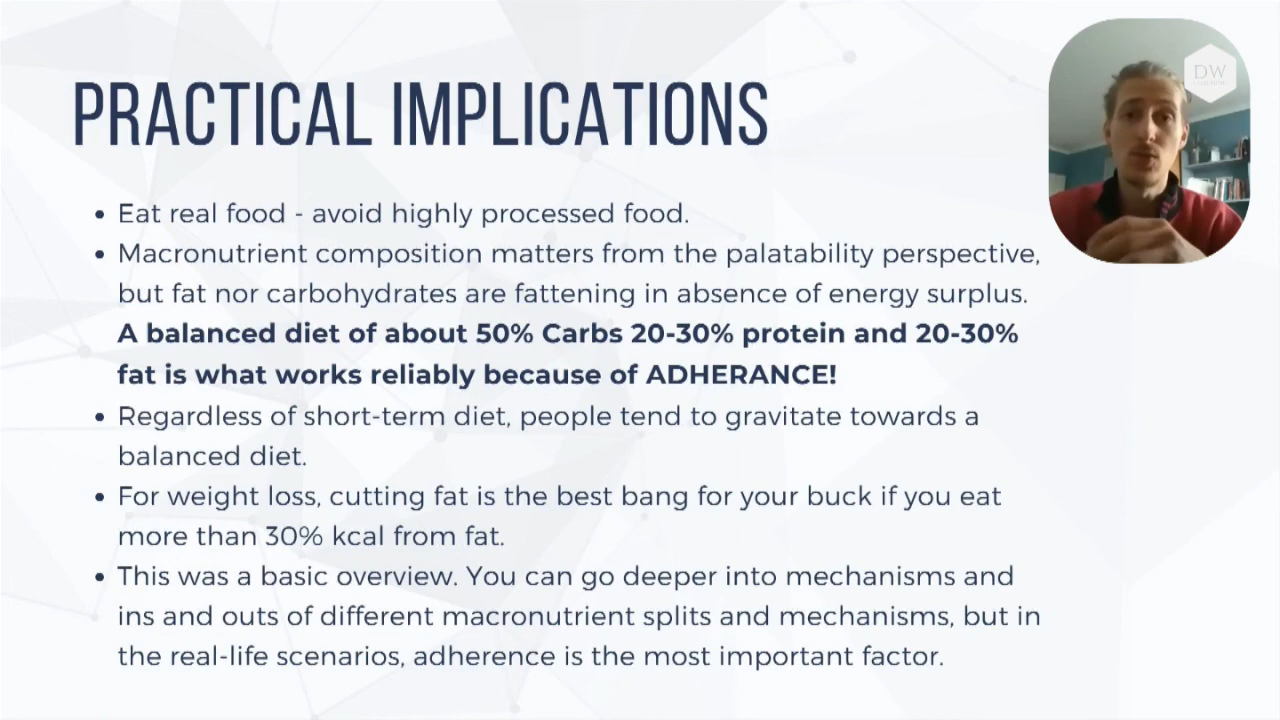 PRACTICAL IMPLICATIONS
DW
• Eat real food - avoid highly processed food.
• Macronutrient composition matters from the palatability perspective,
but fat nor carbohydrates are fattening in absence of energy surplus.
A balanced diet of about 50% Carbs 20-30% protein and 20-30%
fat is what works reliably because of ADHERANCE!
• Regardless of short-term diet, people tend to gravitate towards a
balanced diet.
• For weight loss, cutting fat is the best bang for your buck if you eat
more than 30% kcal from fat.
• This was a basic overview. You can go deeper into mechanisms and
ins and outs of different macronutrient splits and mechanisms, but in
the real-life scenarios, adherence is the most important factor.